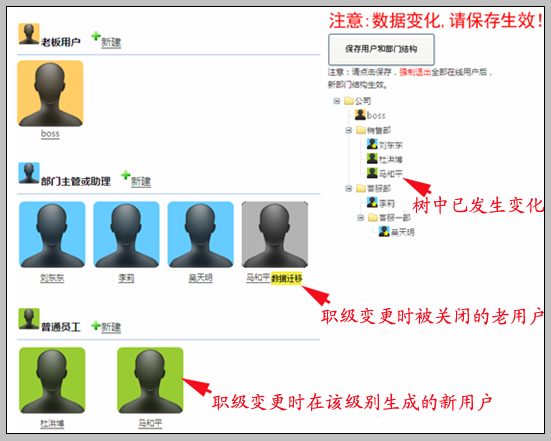 注意:数据变化,请保存生效!
老板用户 新建
boss
保存用户和部门结构
注意：请点击保存，强制退出全部在线用户后，
新部门结构生效。
公司
boss
销售部
刘东东
杜洪博
马和平
客服部
李莉
客服一部
吴天明
树中已发生变化
部门主管或助理 新建
刘东东 李莉 吴天明 马和平数据迁移
职级变更时被关闭的老用户
普通员工 新建
杜洪博 马和平
职级变更时在该级别生成的新用户